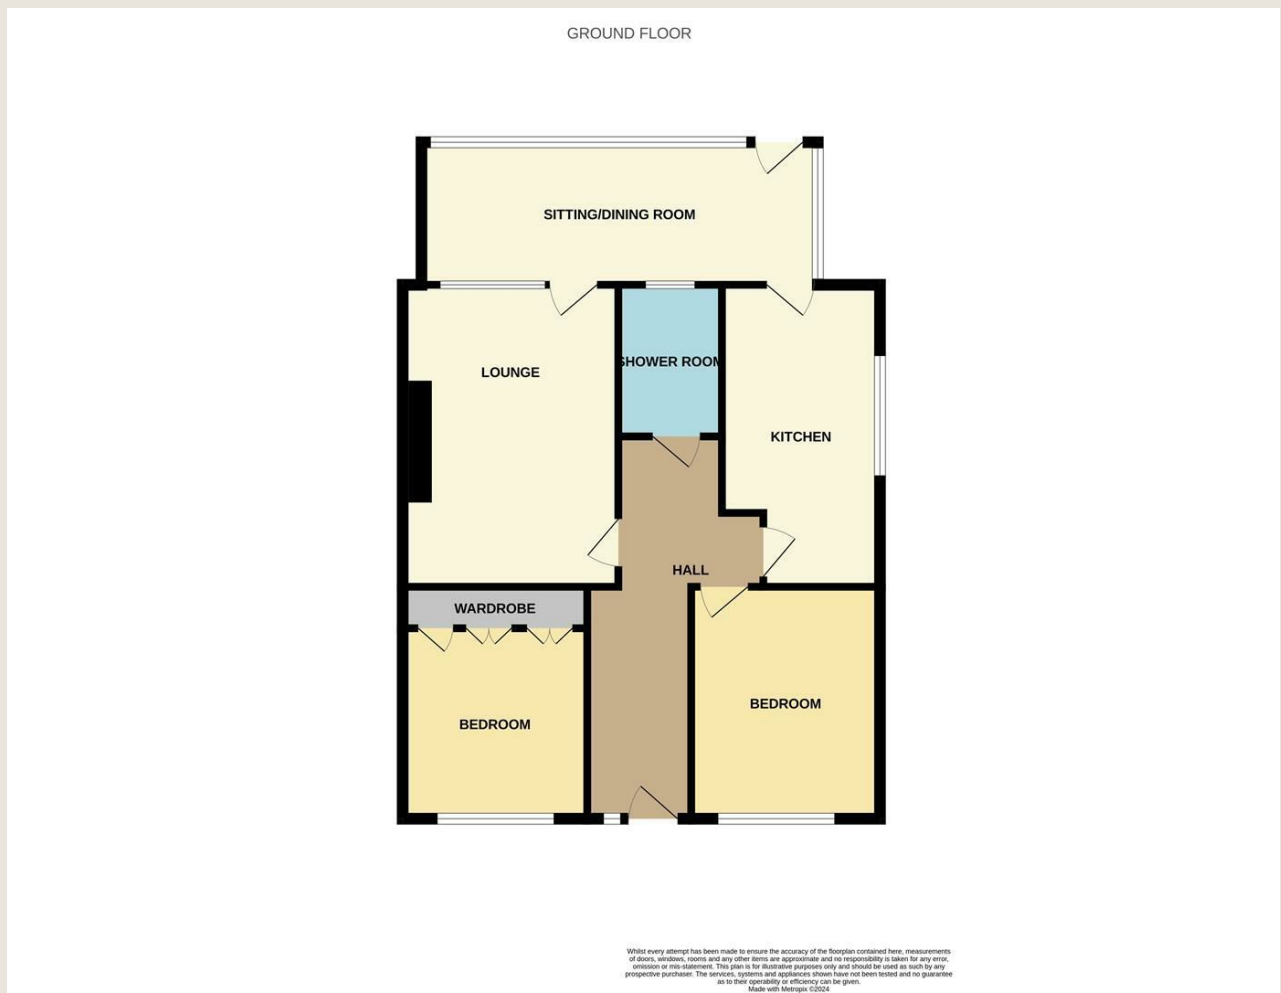 GROUND FLOOR
SITTING/DINING ROOM
SHOWER ROOM
LOUNGE
KITCHEN
HALL
WARDROBE
BEDROOM
BEDROOM
Whilst every attempt has been made to ensure the accuracy of the floorplan contained here, measurements
of doors, windows, rooms and any other items are approximate and no responsibility is taken for any error,
omission or mis-statement. This plan is for illustrative purposes only and should be used as such by any
prospective purchaser. The services, systems and appliances shown have not been tested and no guarantee
as to their operability or efficiency can be given.
Made with Metropix ©2024